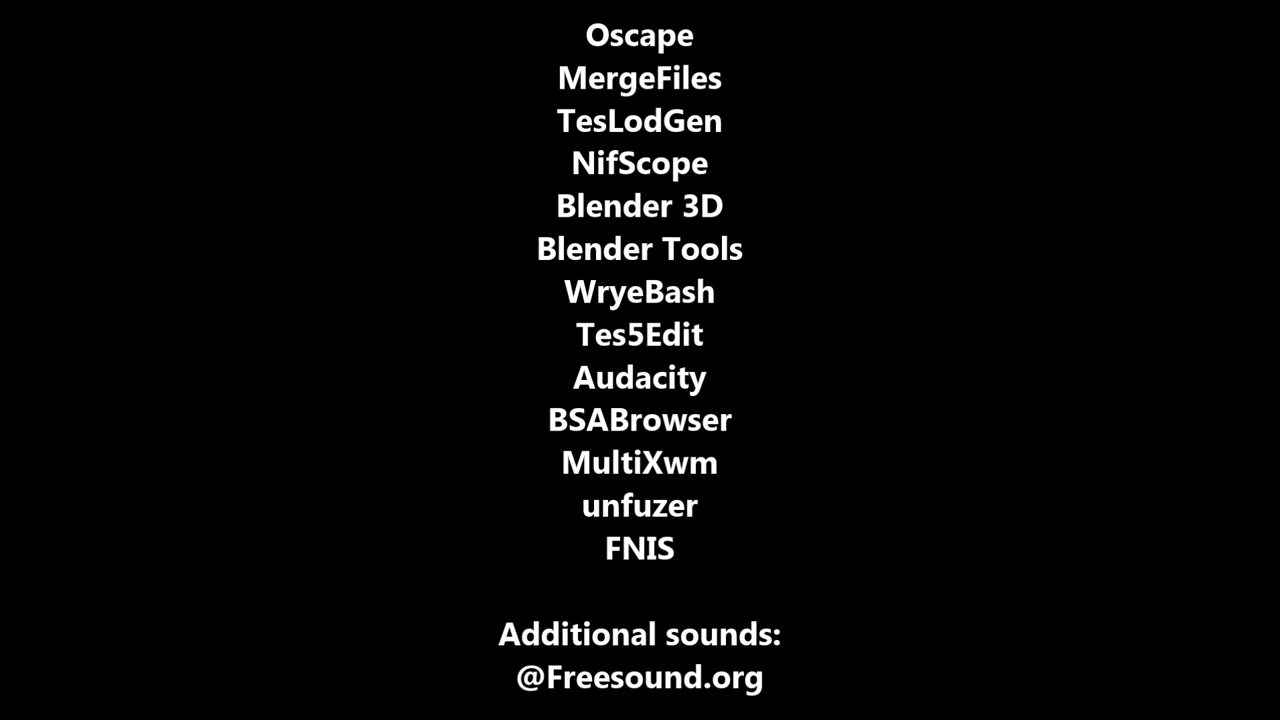 Oscape
MergeFiles
TesLodGen
NifScope
Blender 3D
Blender Tools
WryeBash
Tes5Edit
Audacity
BSABrowser
MultiXwm
unfuzer
FNIS
Additional sounds:
@Freesound.org